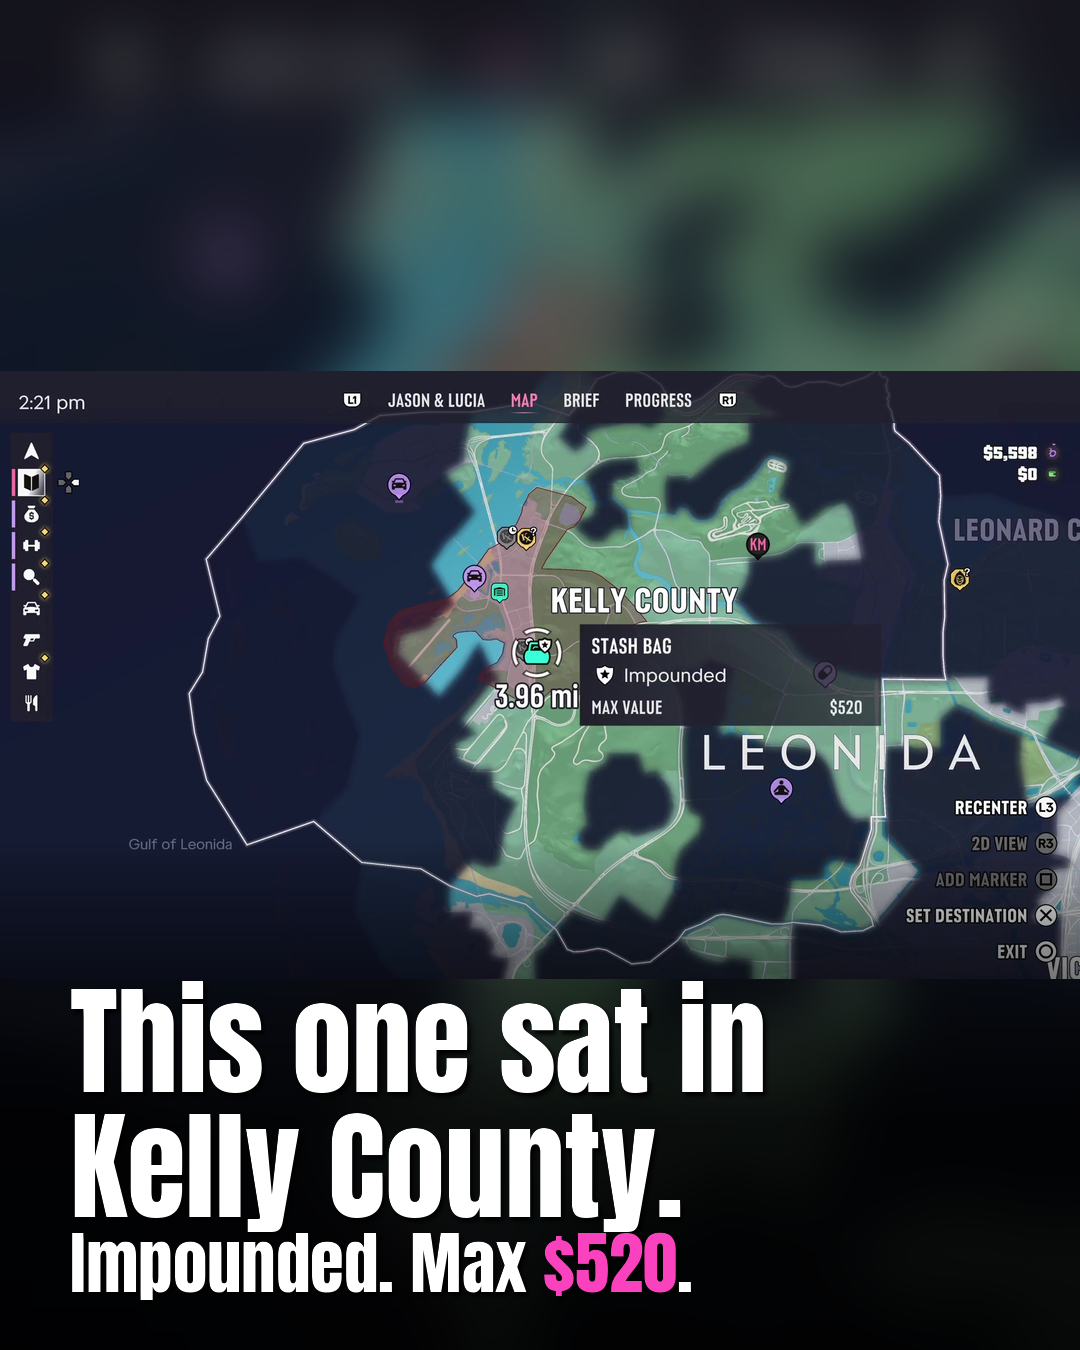 2:21 pm
L1 JASON & LUCIA MAP BRIEF PROGRESS R1
$5,598
$0
LEONARD C
KM
KELLY COUNTY
STASH BAG
Impounded
MAX VALUE $520
3.96 mi
LEONIDA
Gulf of Leonida
RECENTER L3
2D VIEW R3
ADD MARKER
SET DESTINATION
EXIT
VIC
This one sat in
Kelly County.
Impounded. Max $520.